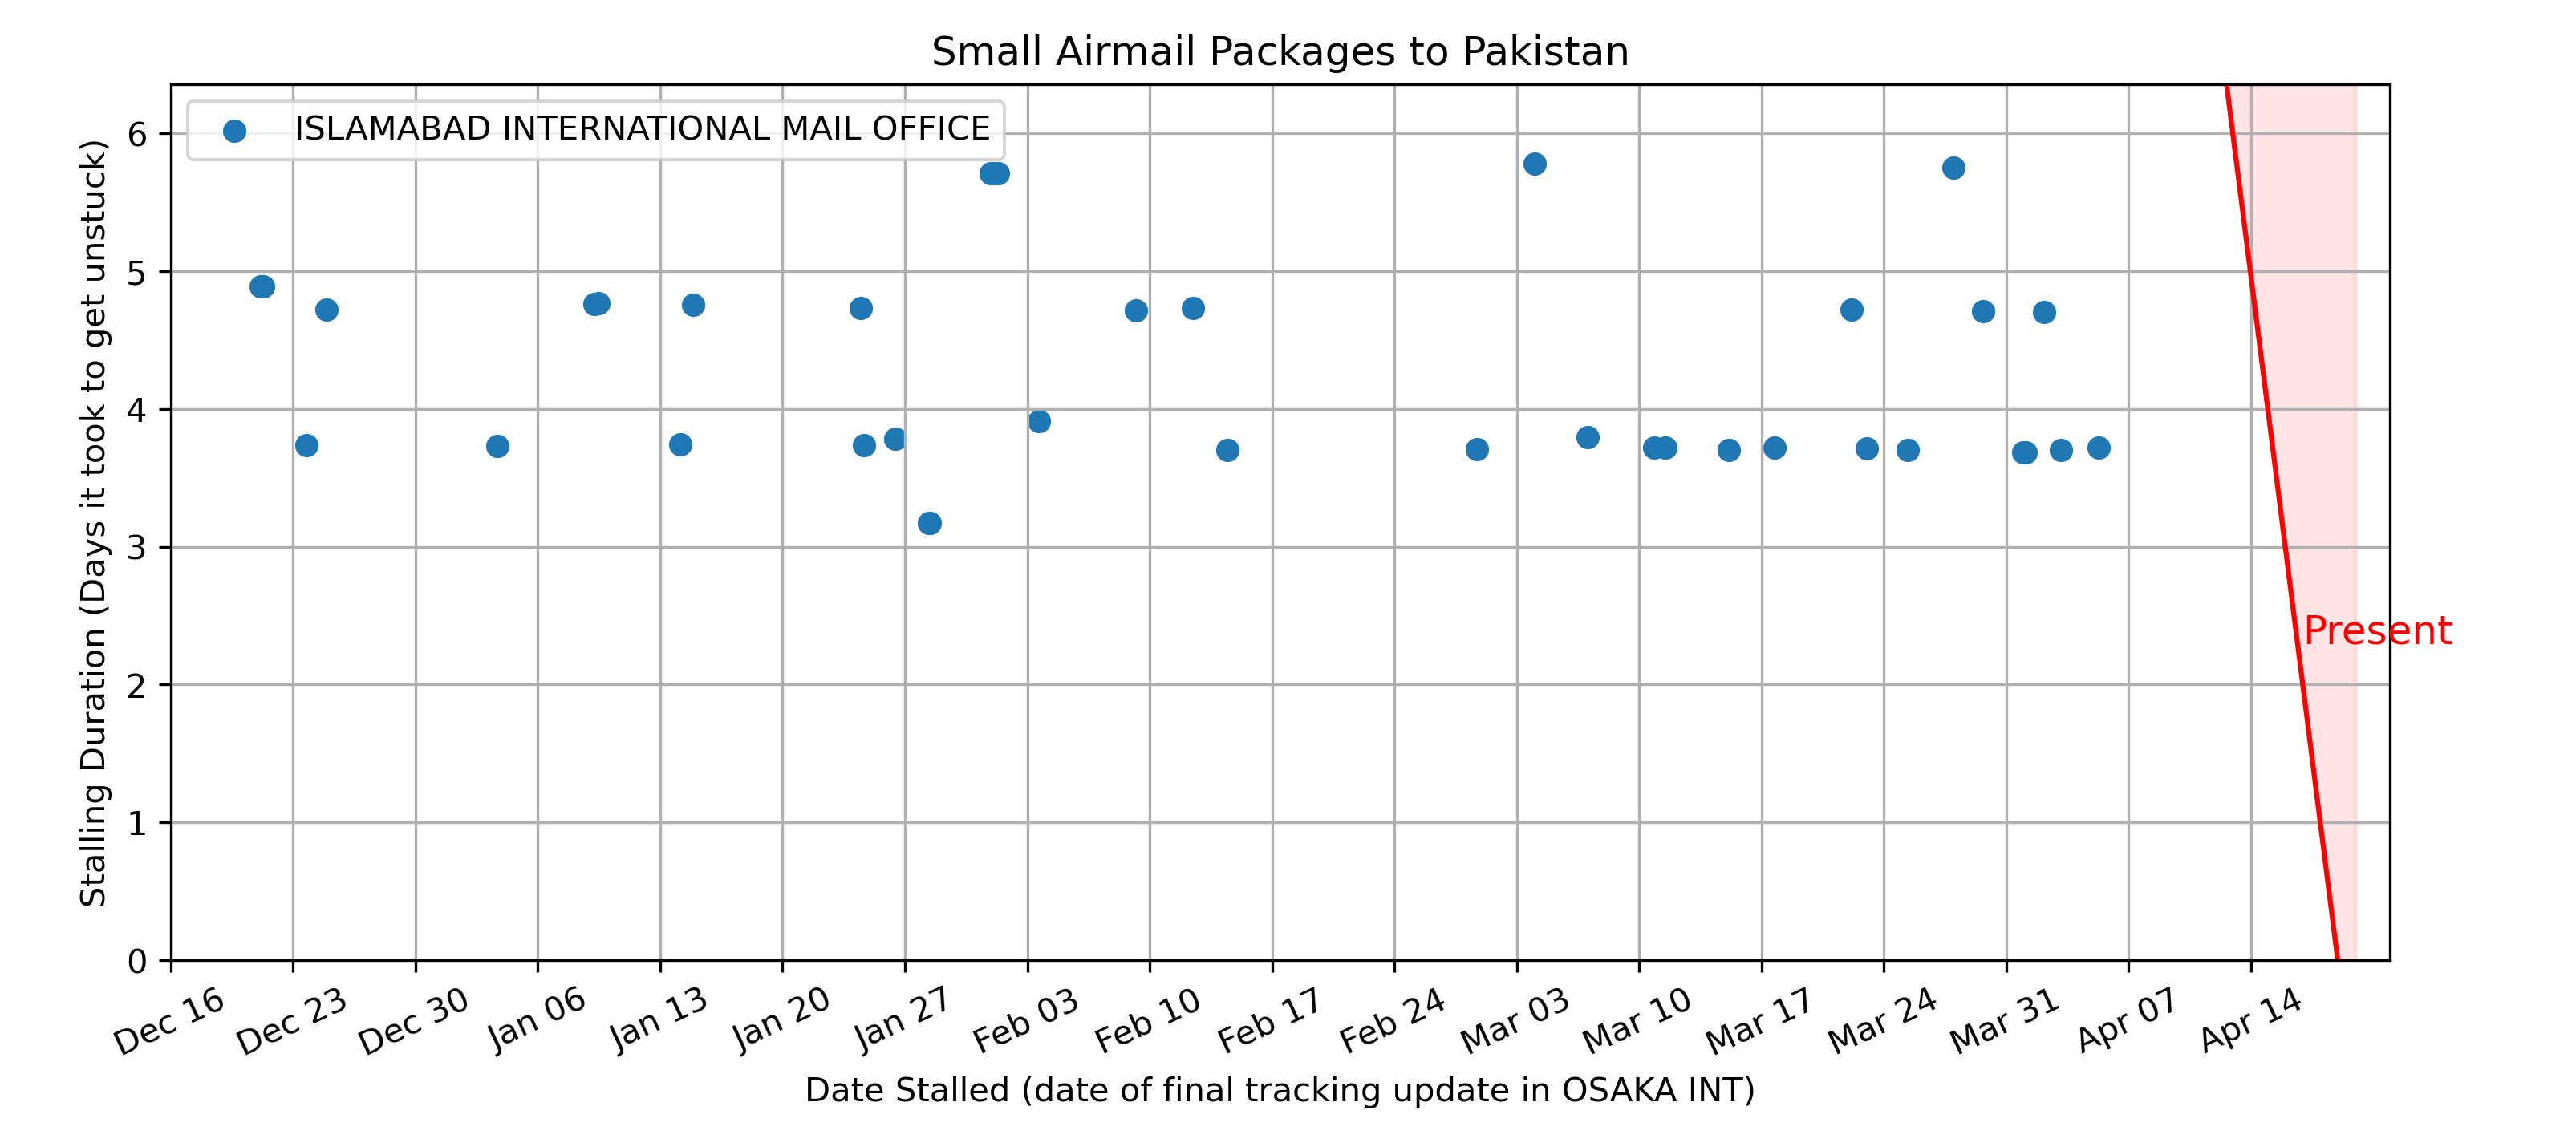 Small Airmail Packages to Pakistan
ISLAMABAD INTERNATIONAL MAIL OFFICE
Stalling Duration (Days it took to get unstuck)
6
5
4
3
2
1
0
Present
Dec 16 Dec 23 Dec 30 Jan 06 Jan 13 Jan 20 Jan 27 Feb 03 Feb 10 Feb 17 Feb 24 Mar 03 Mar 10 Mar 17 Mar 24 Mar 31 Apr 07 Apr 14
Date Stalled (date of final tracking update in OSAKA INT)